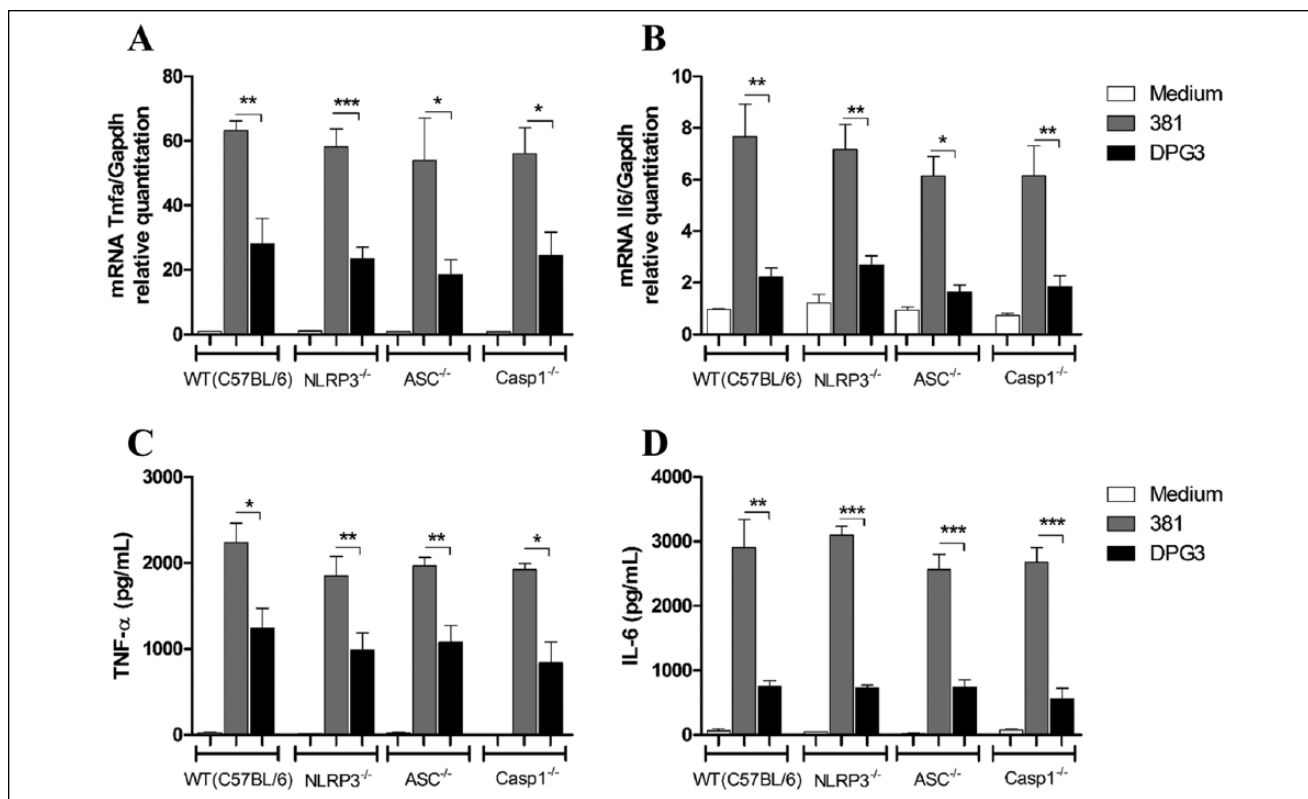 A
mRNA Tnfa/Gapdh
relative quantitation
80
60
40
20
0
** *** * *
WT(C57BL/6) NLRP3-/- ASC-/- Casp1-/-
B
mRNA Il6/Gapdh
relative quantitation
10
8
6
4
2
0
** ** * **
WT(C57BL/6) NLRP3-/- ASC-/- Casp1-/-
Medium
381
DPG3
C
TNF-α (pg/mL)
3000
2000
1000
0
* ** ** *
WT(C57BL/6) NLRP3-/- ASC-/- Casp1-/-
D
IL-6 (pg/mL)
4000
3000
2000
1000
0
** *** *** ***
WT(C57BL/6) NLRP3-/- ASC-/- Casp1-/-
Medium
381
DPG3